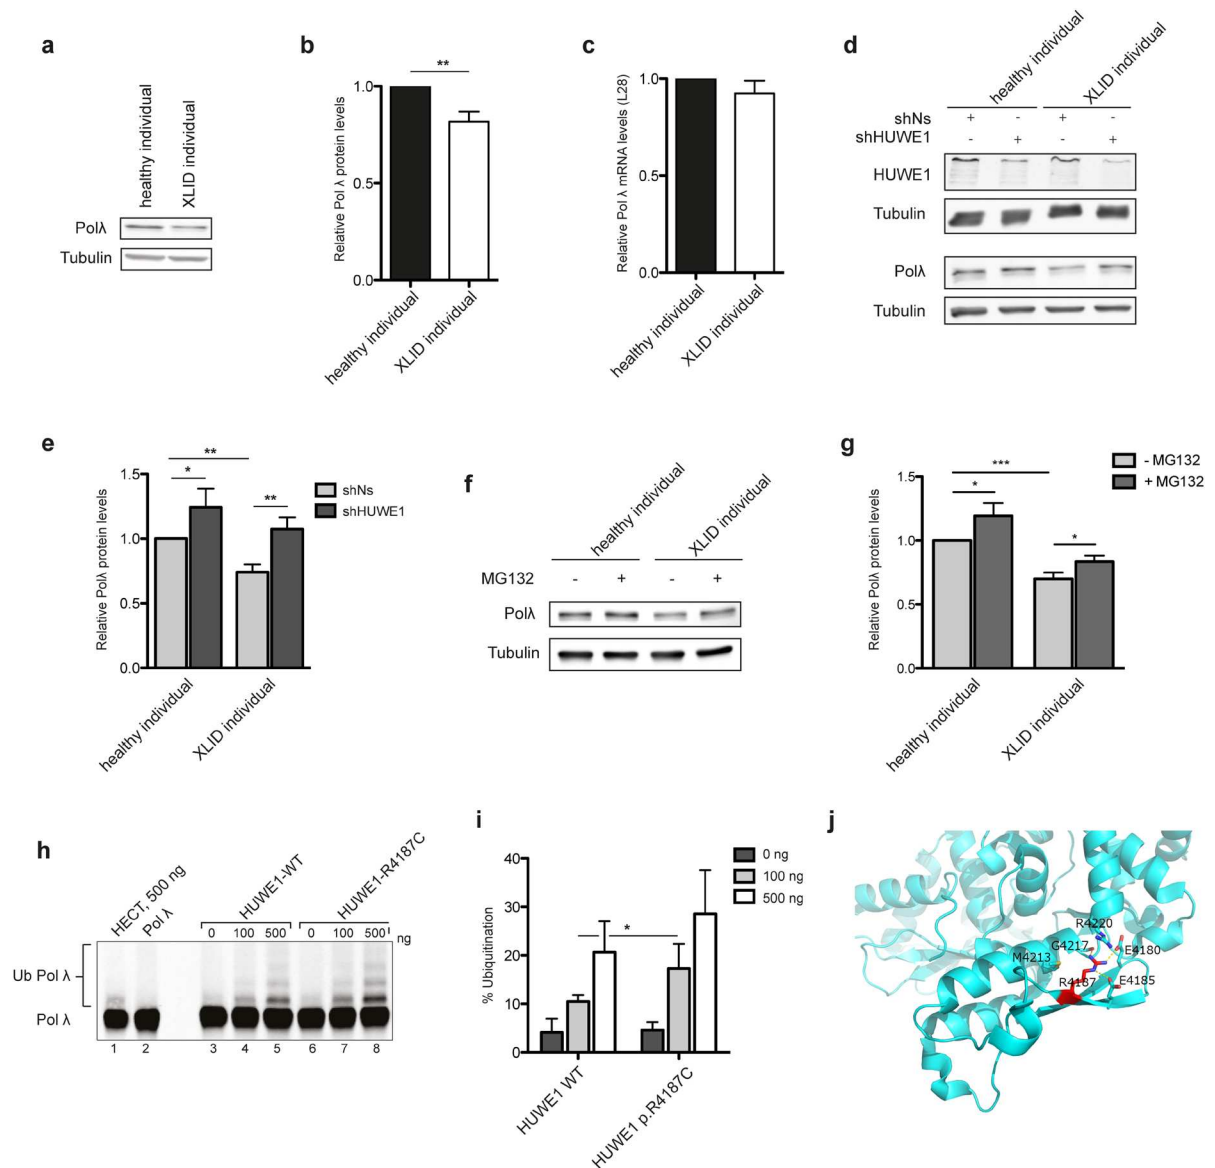 a
healthy individual
XLID individual
Polλ
Tubulin
b
Relative Pol λ protein levels
1.0
0.5
0.0
**
healthy individual
XLID individual
c
Relative Pol λ mRNA levels (L28)
1.0
0.5
0.0
healthy individual
XLID individual
d
healthy individual
XLID individual
shNs + - + -
shHUWE1 - + - +
HUWE1
Tubulin
Polλ
Tubulin
e
Relative Polλ protein levels
1.5
1.0
0.5
0.0
**
*
**
shNs
shHUWE1
healthy individual
XLID individual
f
healthy individual
XLID individual
MG132 - + - +
Polλ
Tubulin
g
Relative Polλ protein levels
1.5
1.0
0.5
0.0
***
*
*
- MG132
+ MG132
healthy individual
XLID individual
h
HECT, 500 ng
Pol λ
HUWE1-WT
HUWE1-R4187C
0 100 500 0 100 500 ng
Ub Pol λ
Pol λ
1 2 3 4 5 6 7 8
i
% Ubiquitination
40
30
20
10
0
*
0 ng
100 ng
500 ng
HUWE1 WT
HUWE1 p.R4187C
j
R4220
G4217
E4180
M4213
R4187
E4185